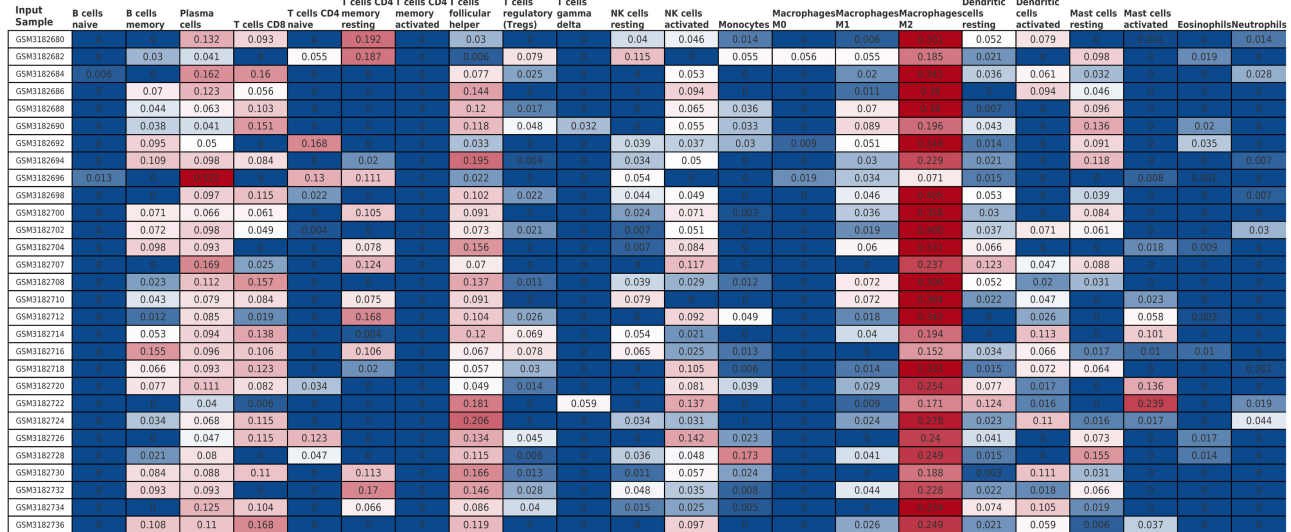 T cells CD4 T cells CD4 T cells T cells T cells Dendritic Dendritic
Input B cells B cells Plasma T cells CD4 memory memory follicular regulatory gamma NK cells NK cells Macrophages Macrophages Macrophages cells cells Mast cells Mast cells
Sample naive memory cells T cells CD8 naive resting activated helper (Tregs) delta resting activated Monocytes M0 M1 M2 resting activated resting activated Eosinophils Neutrophils
GSM3182680 0 0 0.132 0.093 0 0.192 0 0.03 0 0 0.04 0.046 0.014 0 0.006 0.052 0.079 0 0.001 0 0.014
GSM3182682 0 0.03 0.041 0 0.055 0.187 0 0.006 0.079 0 0.115 0 0.055 0.056 0.055 0.185 0.021 0 0.098 0 0.019 0
GSM3182684 0.006 0 0.162 0.16 0 0 0 0.077 0.025 0 0 0.053 0 0 0.02 0.036 0.061 0.032 0 0 0.028
GSM3182686 0 0.07 0.123 0.056 0 0 0 0.144 0 0 0 0.094 0 0 0.011 0 0.094 0.046 0 0 0
GSM3182688 0 0.044 0.063 0.103 0 0 0 0.12 0.017 0 0 0.065 0.036 0 0.07 0.007 0 0.096 0 0 0
GSM3182690 0 0.038 0.041 0.151 0 0 0 0.118 0.048 0.032 0 0.055 0.033 0 0.089 0.196 0.043 0 0.136 0 0.02 0
GSM3182692 0 0.095 0.05 0 0.168 0 0 0.033 0 0 0.039 0.037 0.03 0.009 0.051 0.014 0 0.091 0 0.035 0
GSM3182694 0 0.109 0.098 0.084 0 0.02 0 0.195 0.004 0 0.034 0.05 0 0 0.03 0.229 0.021 0 0.118 0 0 0.007
GSM3182696 0.013 0 0 0.13 0.111 0 0.022 0 0 0.054 0 0 0.019 0.034 0.071 0.015 0 0 0.008 0.001 0
GSM3182698 0 0 0.097 0.115 0.022 0 0 0.102 0.022 0 0.044 0.049 0 0 0.046 0.053 0 0.039 0 0 0.007
GSM3182700 0 0.071 0.066 0.061 0 0.105 0 0.091 0 0 0.024 0.071 0.003 0 0.036 0.03 0 0.084 0 0 0
GSM3182702 0 0.072 0.098 0.049 0.004 0 0 0.073 0.021 0 0.007 0.051 0 0 0.019 0.037 0.071 0.061 0 0 0.03
GSM3182704 0 0.098 0.093 0 0 0.078 0 0.156 0 0 0.007 0.084 0 0 0.06 0.066 0 0 0.018 0.009 0
GSM3182707 0 0 0.169 0.025 0 0.124 0 0.07 0 0 0 0.117 0 0 0 0.237 0.123 0.047 0.088 0 0 0
GSM3182708 0 0.023 0.112 0.157 0 0 0 0.137 0.011 0 0.039 0.029 0.012 0 0.072 0.052 0.02 0.031 0 0 0
GSM3182710 0 0.043 0.079 0.084 0 0.075 0 0.091 0 0 0.079 0 0 0 0.072 0.022 0.047 0 0.023 0 0
GSM3182712 0 0.012 0.085 0.019 0 0.168 0 0.104 0.026 0 0 0.092 0.049 0 0.018 0 0.026 0 0.058 0.002 0
GSM3182714 0 0.053 0.094 0.138 0 0.004 0 0.12 0.069 0 0.054 0.021 0 0 0.04 0.194 0 0.113 0 0.101 0 0
GSM3182716 0 0.155 0.096 0.106 0 0.106 0 0.067 0.078 0 0.065 0.025 0.013 0 0 0.152 0.034 0.066 0.017 0.01 0.01 0
GSM3182718 0 0.066 0.093 0.123 0 0.02 0 0.057 0.03 0 0 0.105 0.006 0 0.014 0.015 0.072 0.064 0 0 0.002
GSM3182720 0 0.077 0.111 0.082 0.034 0 0 0.049 0.014 0 0 0.081 0.039 0 0.029 0.254 0.077 0.017 0 0.136 0 0
GSM3182722 0 0 0.04 0.006 0 0 0 0.181 0 0.059 0 0.137 0 0 0.009 0.171 0.124 0.016 0 0.239 0 0.019
GSM3182724 0 0.034 0.068 0.115 0 0 0 0.206 0 0 0.034 0.031 0 0 0.024 0.278 0.023 0.11 0.016 0.017 0 0.044
GSM3182726 0 0 0.047 0.115 0.123 0 0 0.134 0.045 0 0 0.142 0.023 0 0 0.24 0.041 0 0.073 0 0.017 0
GSM3182728 0 0.021 0.08 0 0.047 0 0 0.115 0.006 0 0.036 0.048 0.173 0 0.041 0.249 0.015 0 0.155 0 0.014 0
GSM3182730 0 0.084 0.088 0.11 0 0.113 0 0.166 0.013 0 0.011 0.057 0.024 0 0 0.188 0.003 0.111 0.031 0 0 0
GSM3182732 0 0.093 0.093 0 0 0.17 0 0.146 0.028 0 0.048 0.035 0.008 0 0.044 0.228 0.022 0.018 0.066 0 0 0
GSM3182734 0 0 0.125 0.104 0 0.066 0 0.086 0.04 0 0.015 0.025 0.005 0 0 0.074 0.105 0.019 0 0 0
GSM3182736 0 0.108 0.11 0.168 0 0 0 0.119 0 0 0 0.097 0 0 0.026 0.249 0.021 0.059 0.006 0.037 0 0